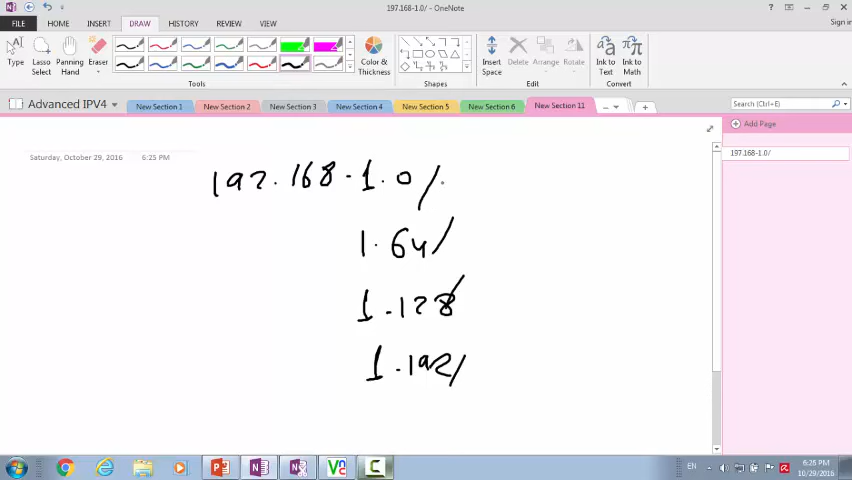 197.168-1.0/ - OneNote
FILE HOME INSERT DRAW HISTORY REVIEW VIEW
Sign in
Type Lasso Select Panning Hand Eraser Color & Thickness Insert Space Delete Arrange Rotate Ink to Text Ink to Math
Tools Shapes Edit Convert
Advanced IPV4 New Section 1 New Section 2 New Section 3 New Section 4 New Section 5 New Section 6 New Section 11 Search (Ctrl+E)
Add Page
Saturday, October 29, 2016 6:25 PM
197.168-1.0/
192.168-1.0/
1.64/
1.128/
1.192/
EN 6:26 PM
10/29/2016